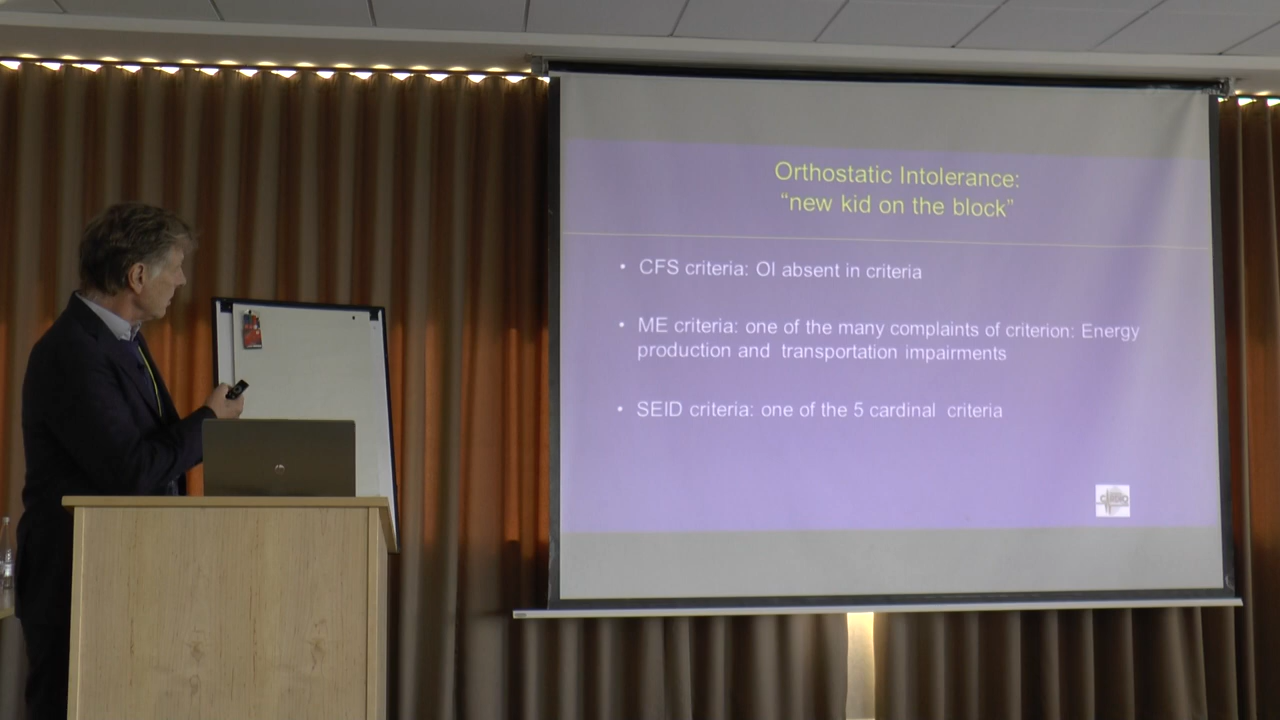 Orthostatic Intolerance:
“new kid on the block”
• CFS criteria: OI absent in criteria
• ME criteria: one of the many complaints of criterion: Energy
production and transportation impairments
• SEID criteria: one of the 5 cardinal criteria